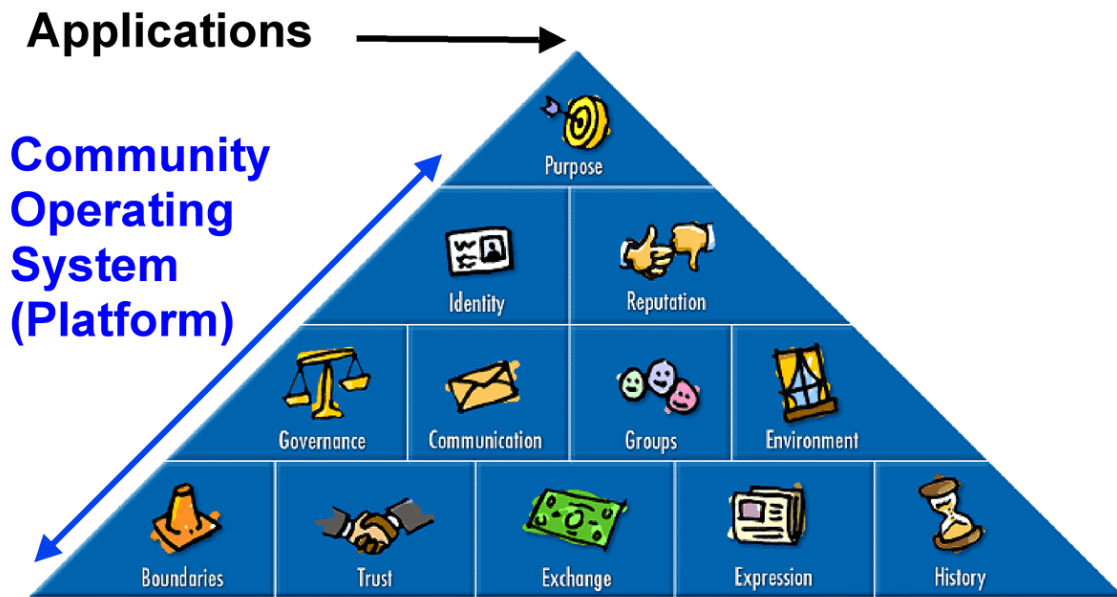 Applications
Community
Operating
System
(Platform)
Purpose
Identity
Reputation
Governance
Communication
Groups
Environment
Boundaries
Trust
Exchange
Expression
History